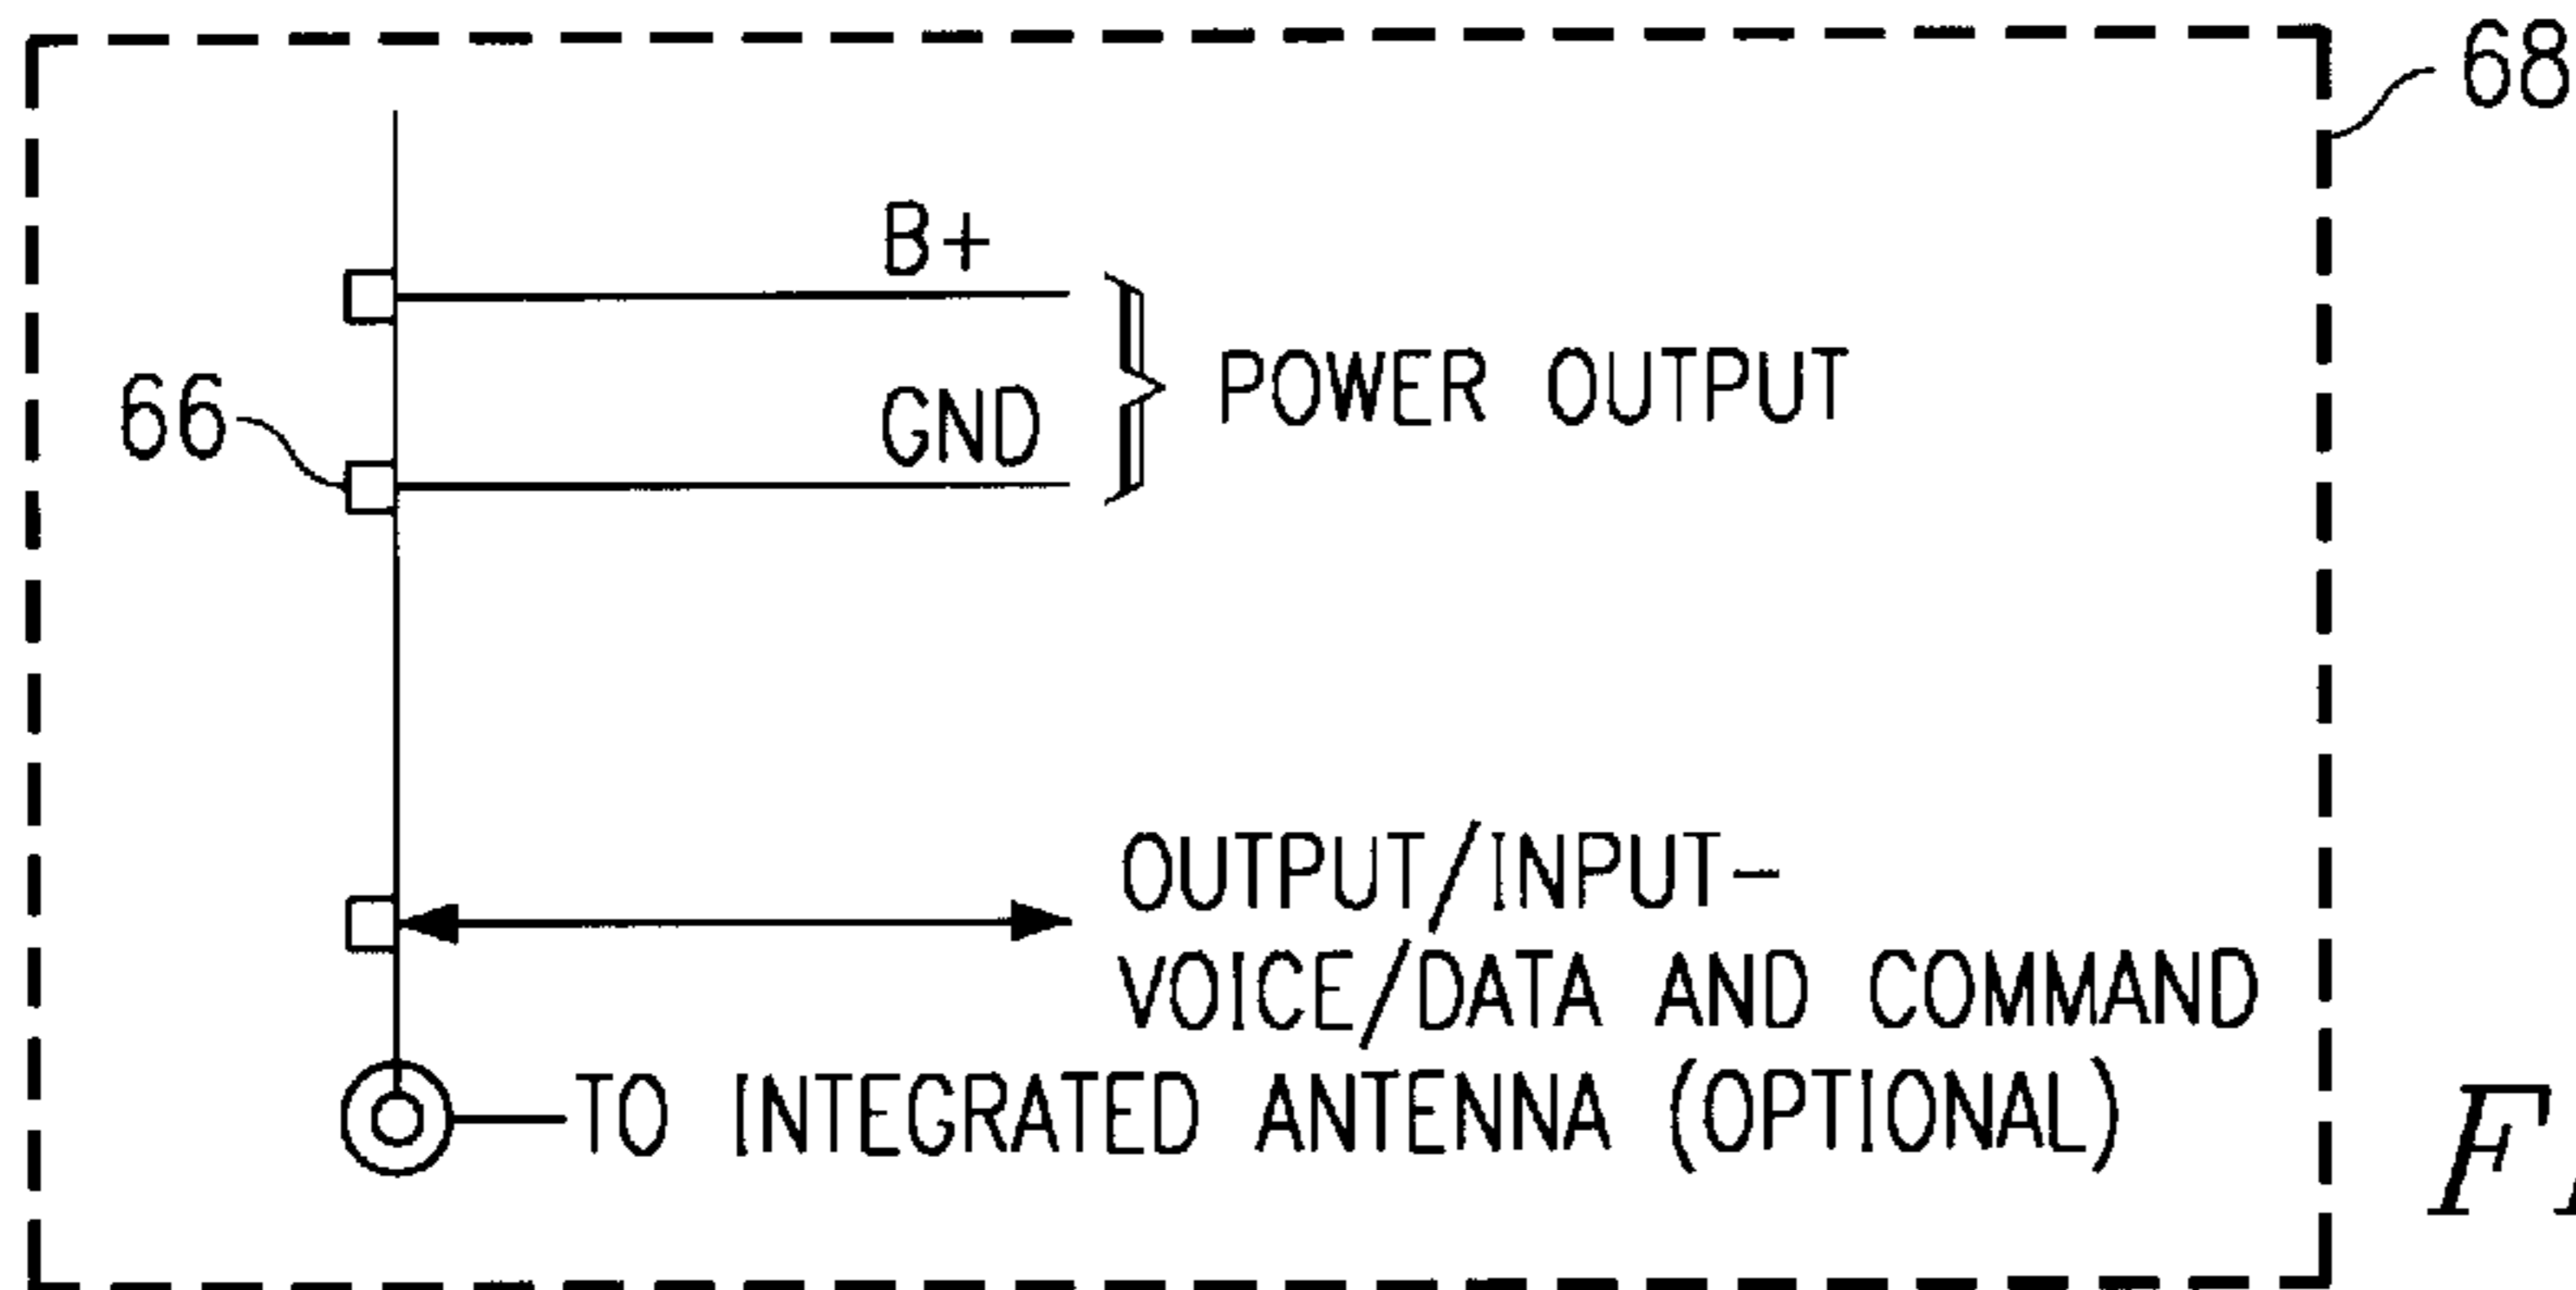 68
B+
66
GND
POWER OUTPUT
OUTPUT/INPUT-
VOICE/DATA AND COMMAND
TO INTEGRATED ANTENNA (OPTIONAL)